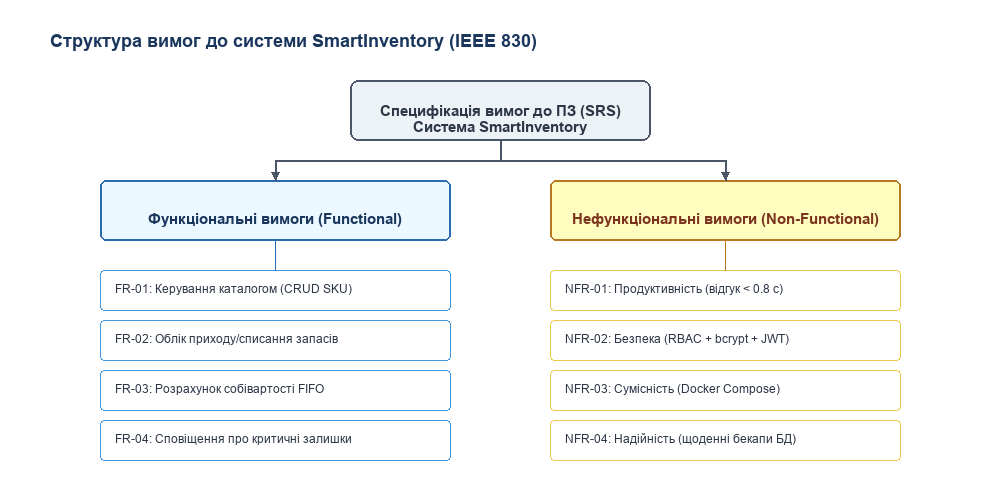 Структура вимог до системи SmartInventory (IEEE 830)
Специфікація вимог до ПЗ (SRS)
Система SmartInventory
Функціональні вимоги (Functional)
Нефункціональні вимоги (Non-Functional)
FR-01: Керування каталогом (CRUD SKU)
FR-02: Облік приходу/списання запасів
FR-03: Розрахунок собівартості FIFO
FR-04: Сповіщення про критичні залишки
NFR-01: Продуктивність (відгук < 0.8 с)
NFR-02: Безпека (RBAC + bcrypt + JWT)
NFR-03: Сумісність (Docker Compose)
NFR-04: Надійність (щоденні бекапи БД)